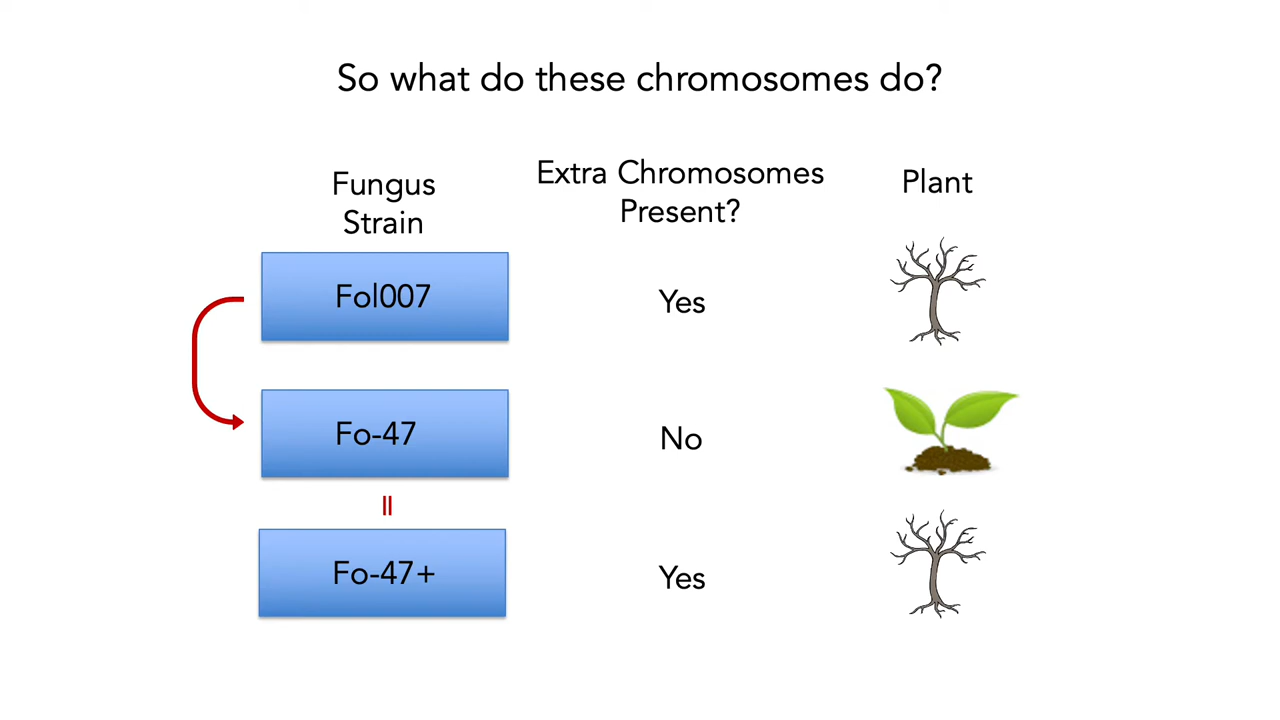 So what do these chromosomes do?
Fungus
Strain
Extra Chromosomes
Present?
Plant
Fol007
Yes
Fo-47
No
=
Fo-47+
Yes